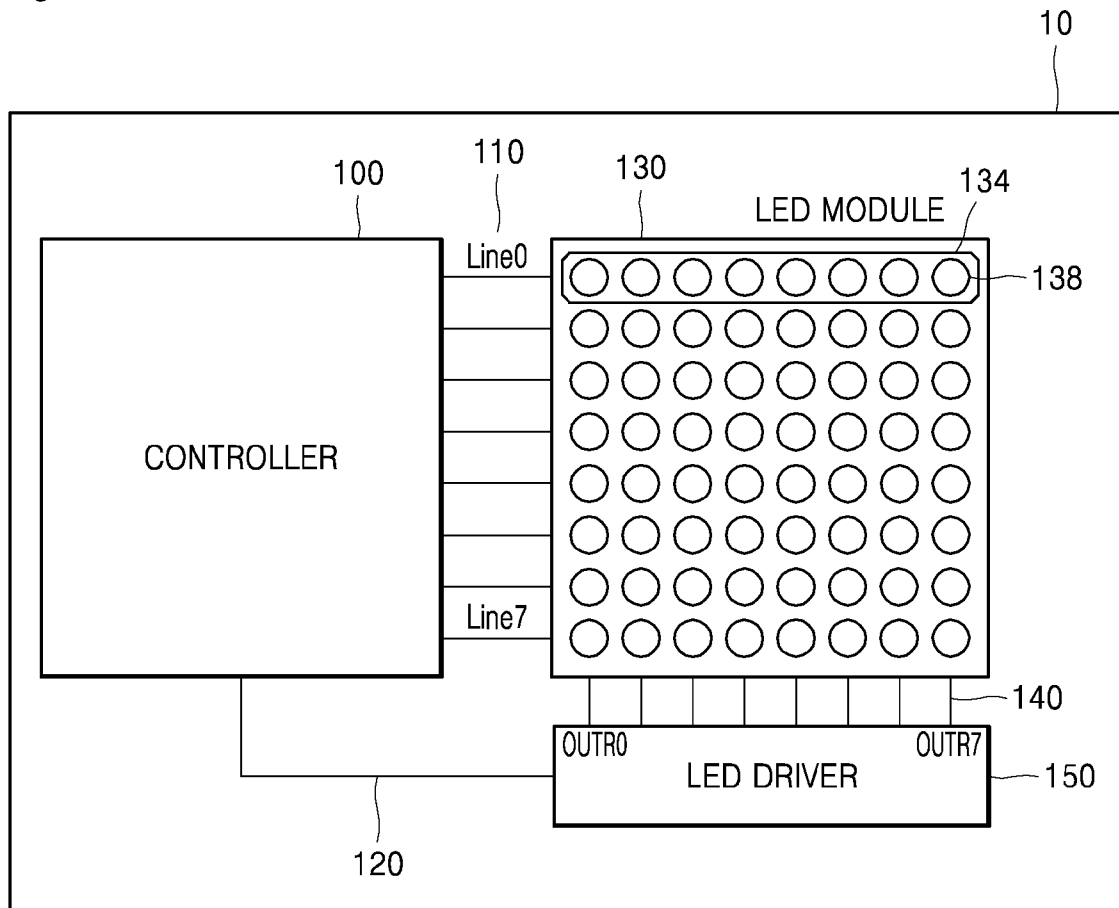 10
110
100
130
134
LED MODULE
Line0
138
CONTROLLER
Line7
140
OUTR0
OUTR7
LED DRIVER
150
120